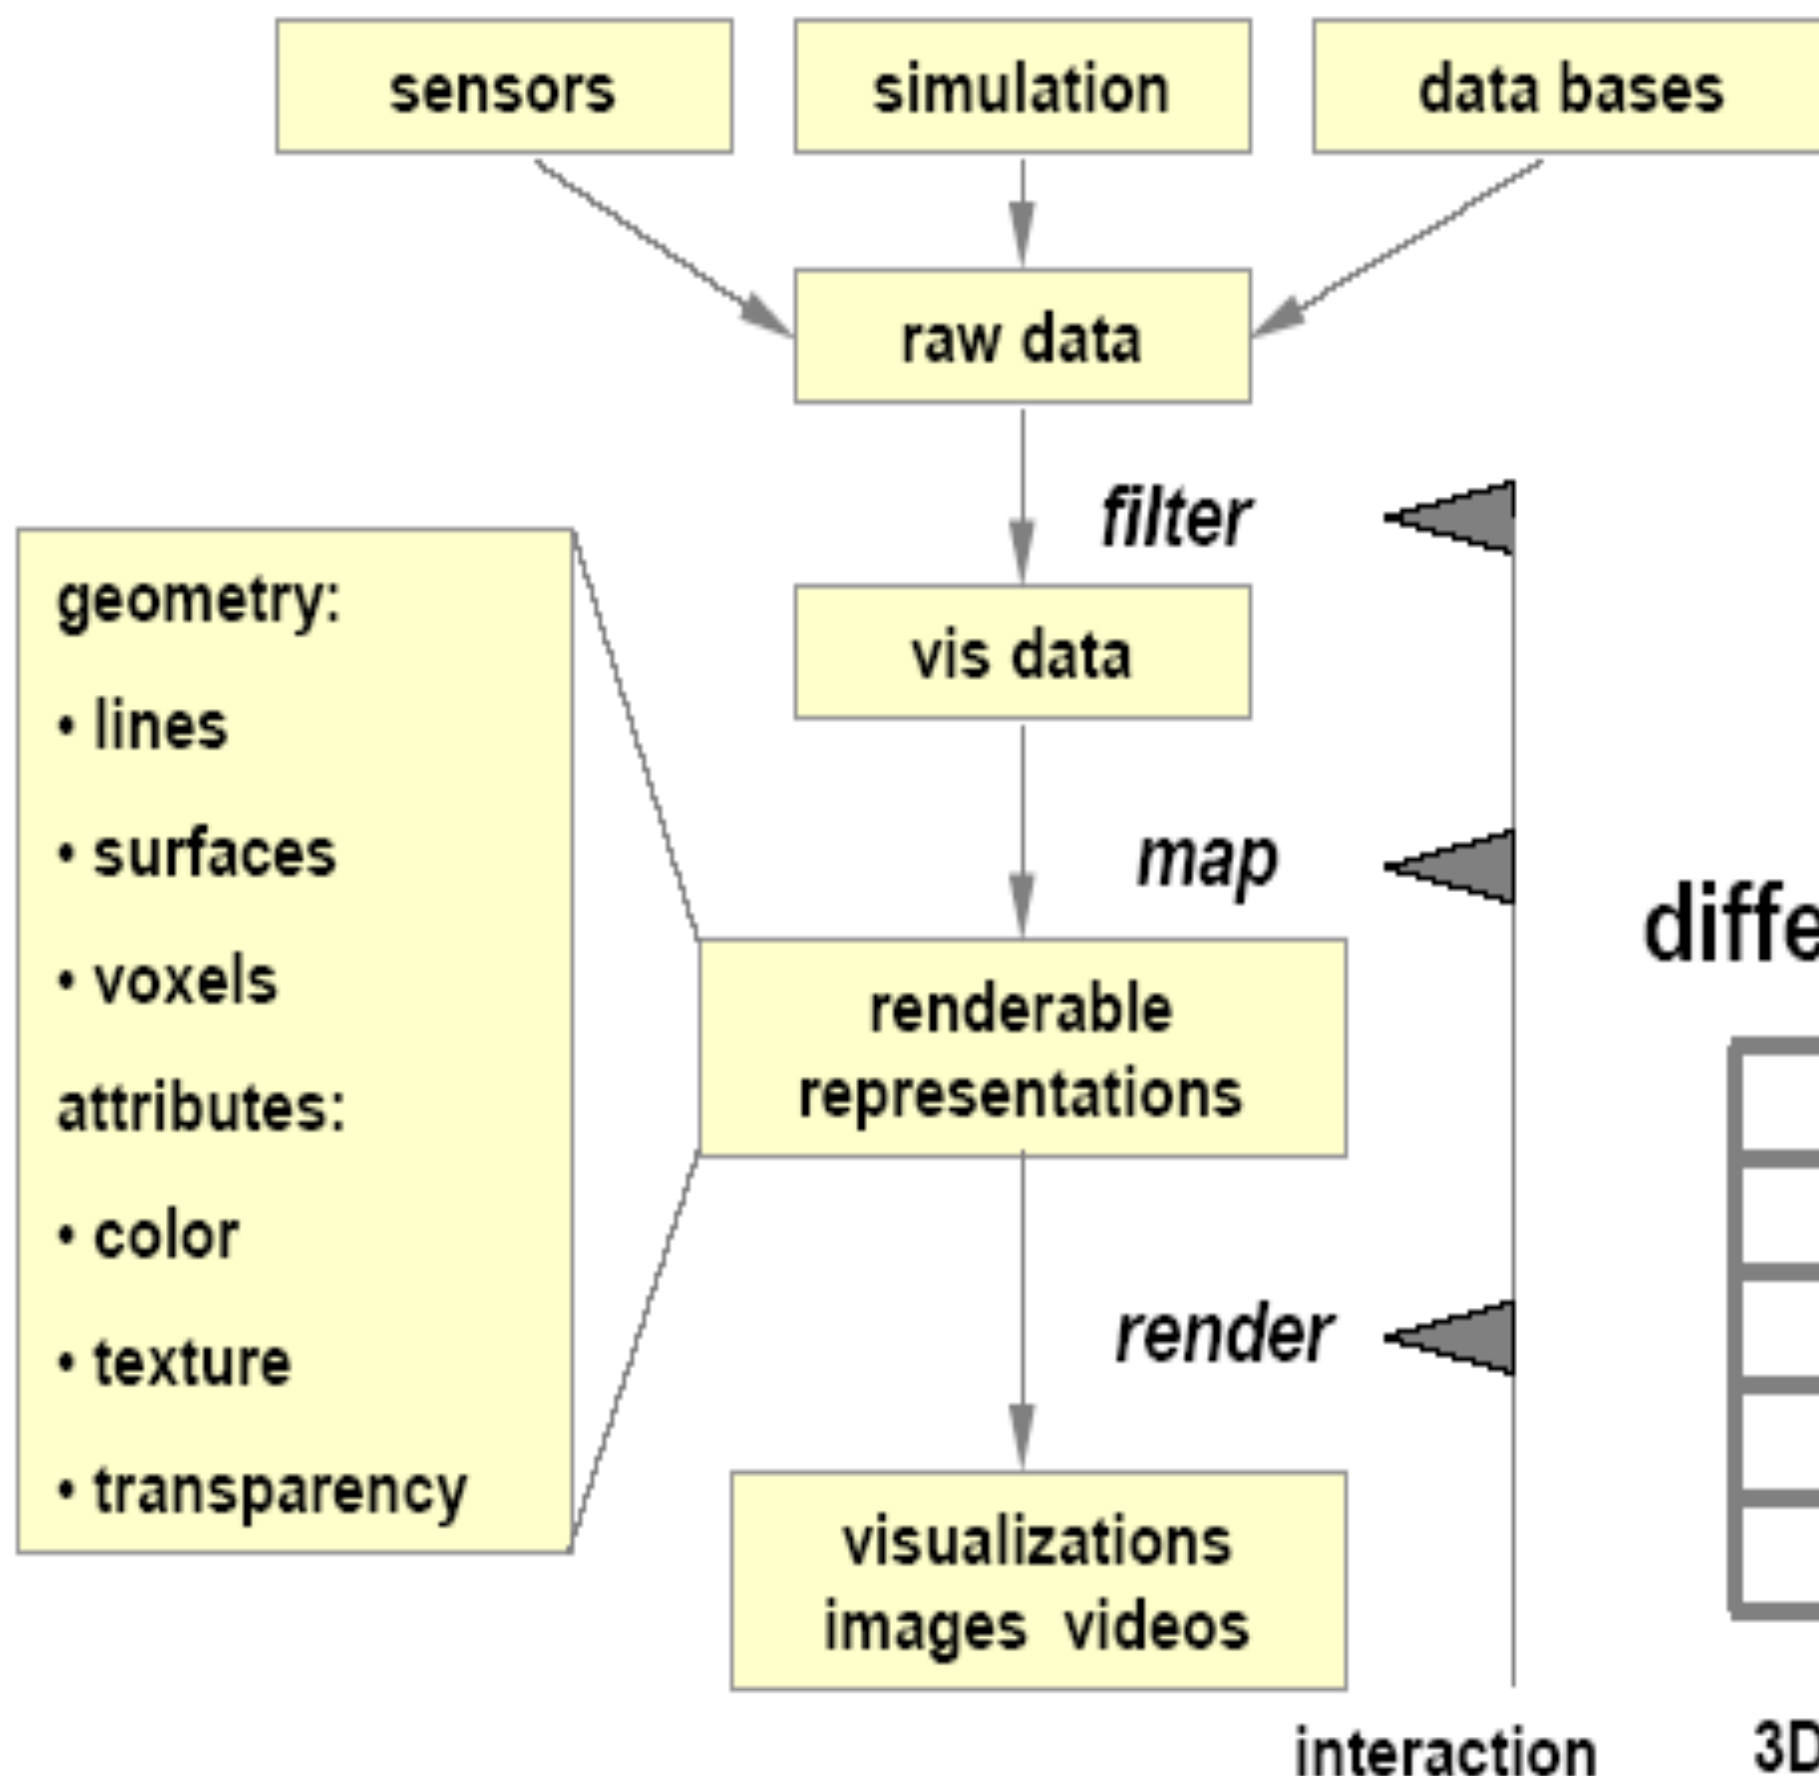 sensors
simulation
data bases
raw data
filter
vis data
geometry:
• lines
• surfaces
• voxels
attributes:
• color
• texture
• transparency
map
renderable
representations
render
visualizations
images videos
interaction
3D